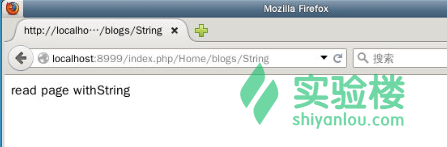 Mozilla Firefox
http://localho···/blogs/String
localhost:8999/index.php/Home/blogs/String
搜索
read page withString
实验楼
shiyanlou.com